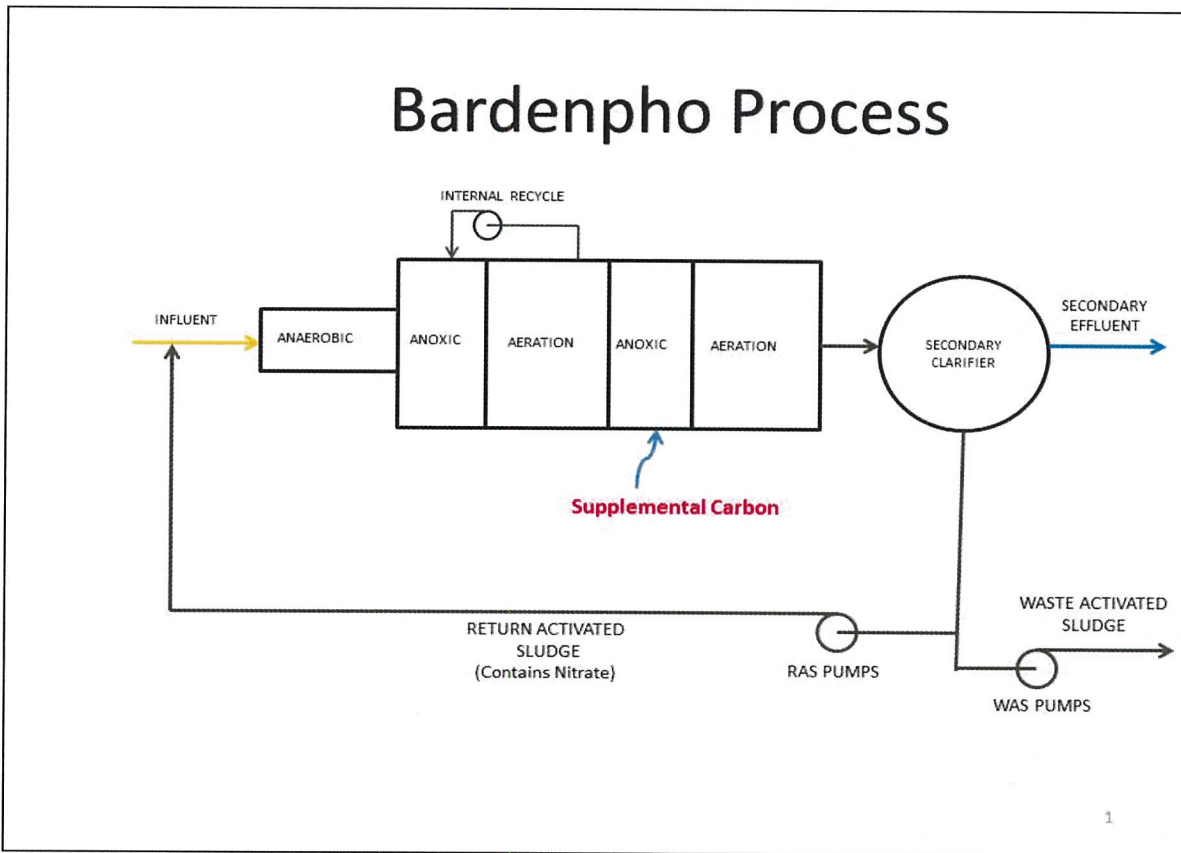 Bardenpho Process
INTERNAL RECYCLE
INFLUENT
ANAEROBIC
ANOXIC
AERATION
ANOXIC
AERATION
SECONDARY
CLARIFIER
SECONDARY
EFFLUENT
Supplemental Carbon
RETURN ACTIVATED
SLUDGE
(Contains Nitrate)
RAS PUMPS
WASTE ACTIVATED
SLUDGE
WAS PUMPS
1